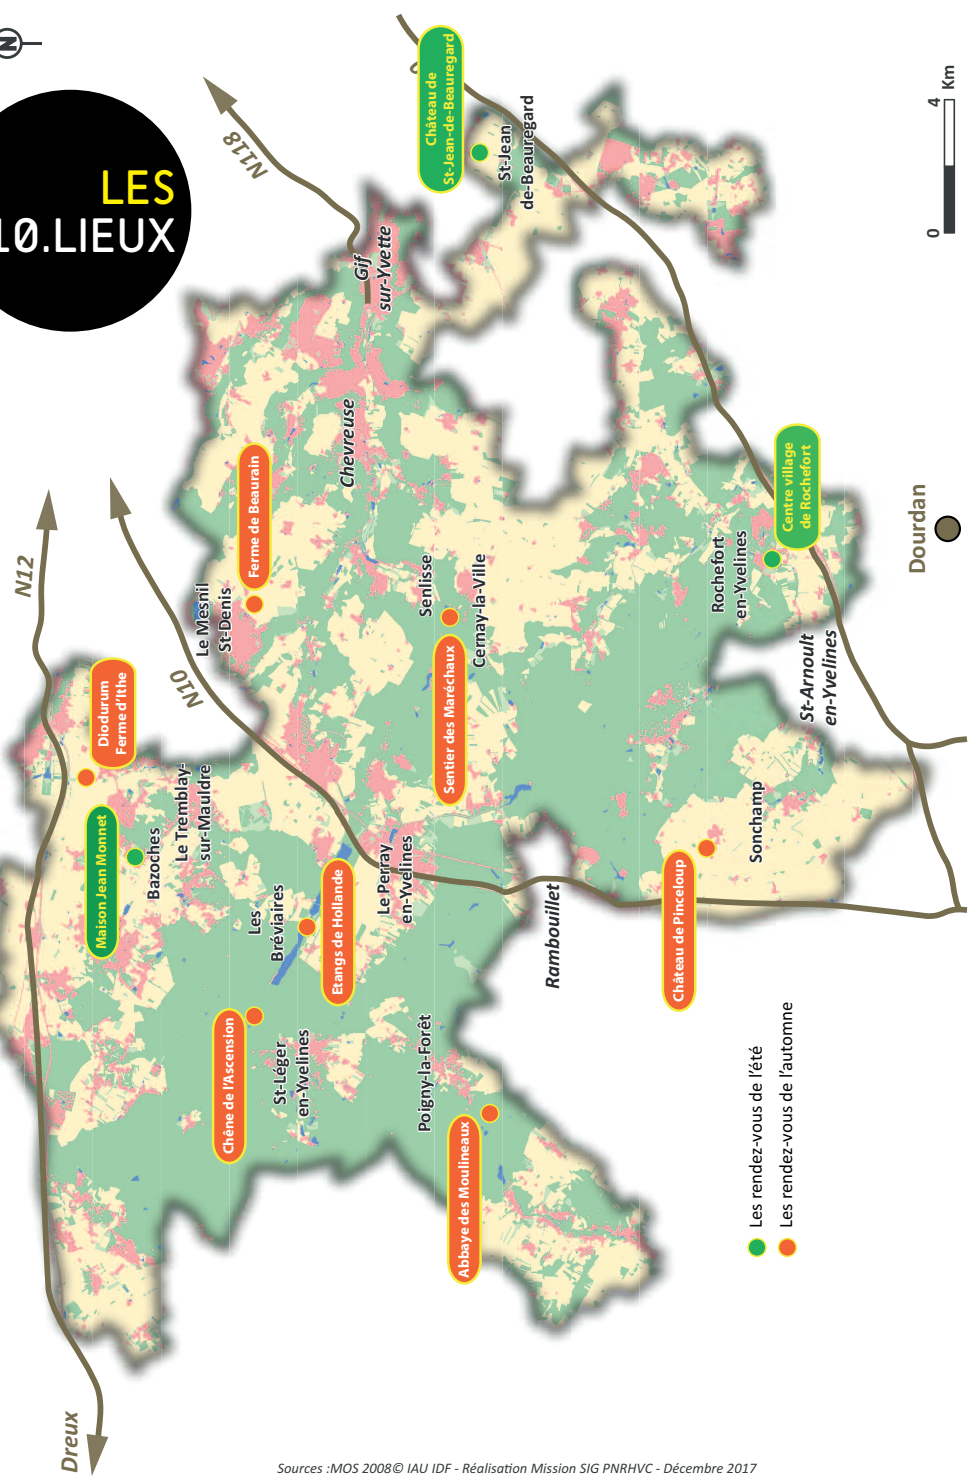 N
LES
10.LIEUX
Dreux
N12
N10
N118
Diodurum
Ferme d'Ithe
Maison Jean Monnet
Bazoches
Le Tremblay-
sur-Mauldre
Le Mesnil
St-Denis
Ferme de Beaurain
Chevreuse
Gif
sur-Yvette
Château de
St-Jean-de-Beauregard
St-Jean
de-Beauregard
Chêne de l'Ascension
St-Léger
en-Yvelines
Les
Bréviaires
Etangs de Hollande
Le Perray
en-Yvelines
Senlisse
Sentier des Maréchaux
Cernay-la-Ville
Poigny-la-Forêt
Abbaye des Moulineaux
Rambouillet
Château de Pinceloup
Sonchamp
Rochefort
en-Yvelines
Centre village
de Rochefort
St-Arnoult
en-Yvelines
Dourdan
0 4 Km
Les rendez-vous de l'été
Les rendez-vous de l'automne
Sources :MOS 2008© IAU IDF - Réalisation Mission SIG PNRHVC - Décembre 2017